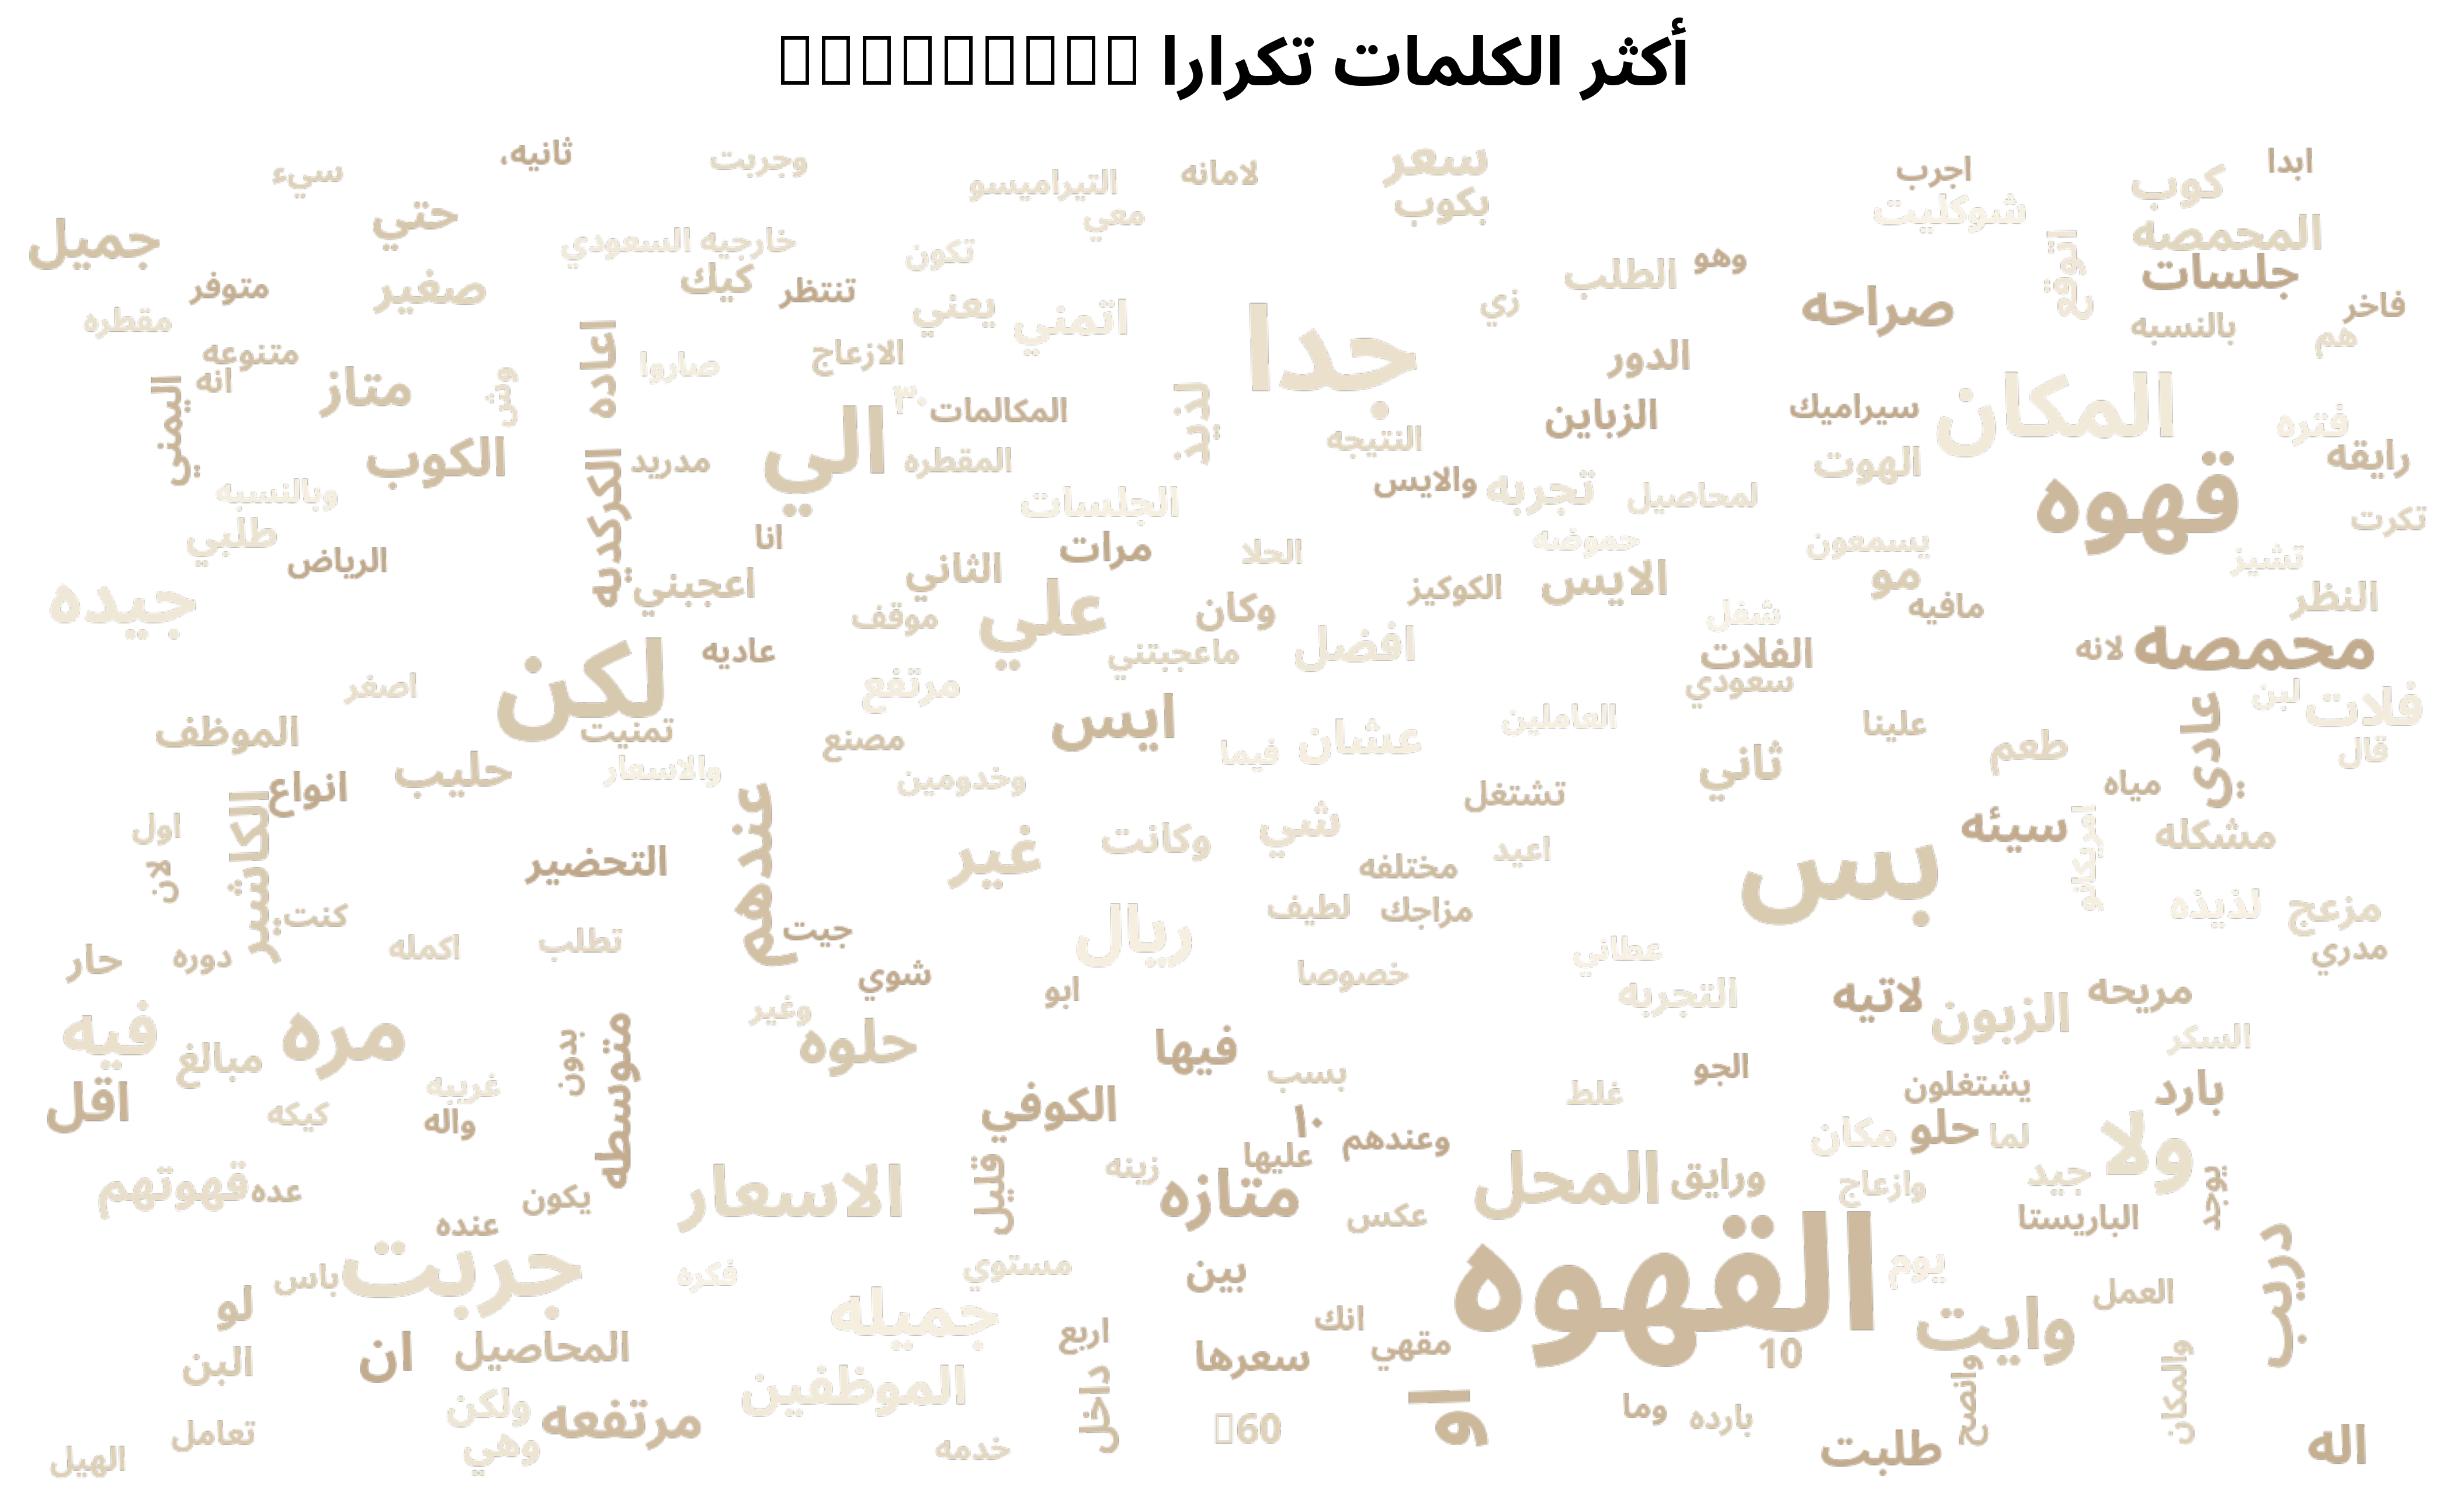 أكثر الكلمات تكرارا
سيء ثانيه، وجربت التيراميسو معي لامانه سعر بكوب اجرب شوكليت كوب ابدا
جميل حتي خارجيه السعودي تكون الطلب وهو اتوقع المحمصه جلسات
مقطره متوفر صغير كيك تنتظر يعني اتمني جدا زي صراحه بالنسبه فاخر هم
متنوعه انه متاز وش اعاده صاروا الازعاج ٣٠ المكالمات لذيذ النتيجه الدور الزباين سيراميك المكان فتره
اليمني الكوب الكركديه مدريد الي المقطره والايس تجربه لمحاصيل الهوت قهوه رايقه
وبالنسبه طلبي الرياض انا الجلسات مرات الحلا حموضه يسمعون تكرت تشيز
جيده اعجبني الثاني موقف علي وكان الكوكيز الايس شغل مو مافيه النظر
اصغر لكن عاديه مرتفع ماعجبتني افضل الفلات سعودي لانه محمصه لبن
الموظف تمنيت مصنع ايس فيما عشان العاملين علينا طعم عادي فلات قال
انواع حليب والاسعار وخدومين تشتغل ثاني مياه
اول لان الكاشير التحضير عندهم غير وكانت شي مختلفه اعيد بس سيئه امريكانو مشكله
كنت اكمله تطلب جيت ريال لطيف مزاجك عطاني لذيذه مزعج مدري
حار دوره شوي ابو خصوصا التجربه لاتيه الزبون مريحه
فيه مبالغ مره بدون متوسطه وغير حلوه فيها بسب الجو السكر
اقل كيكه غريبه واله الكوفي ١٠ وعندهم غلط يشتغلون مكان حلو لما بارد ولا
قهوتهم عده عنده يكون الاسعار قليل زينه عليها متازه عكس المحل ورايق وازعاج جيد الباريستا يوجد
باس جربت فكره مستوي بين القهوه يوم العمل دريب
لو البن ان المحاصيل جميله اربع سعرها انك مقهي 10 وايت
الموظفين داخل او وانصح والمكان
الهيل تعامل ولكن وهي مرتفعه خدمه 60 وما بارده طلبت اله